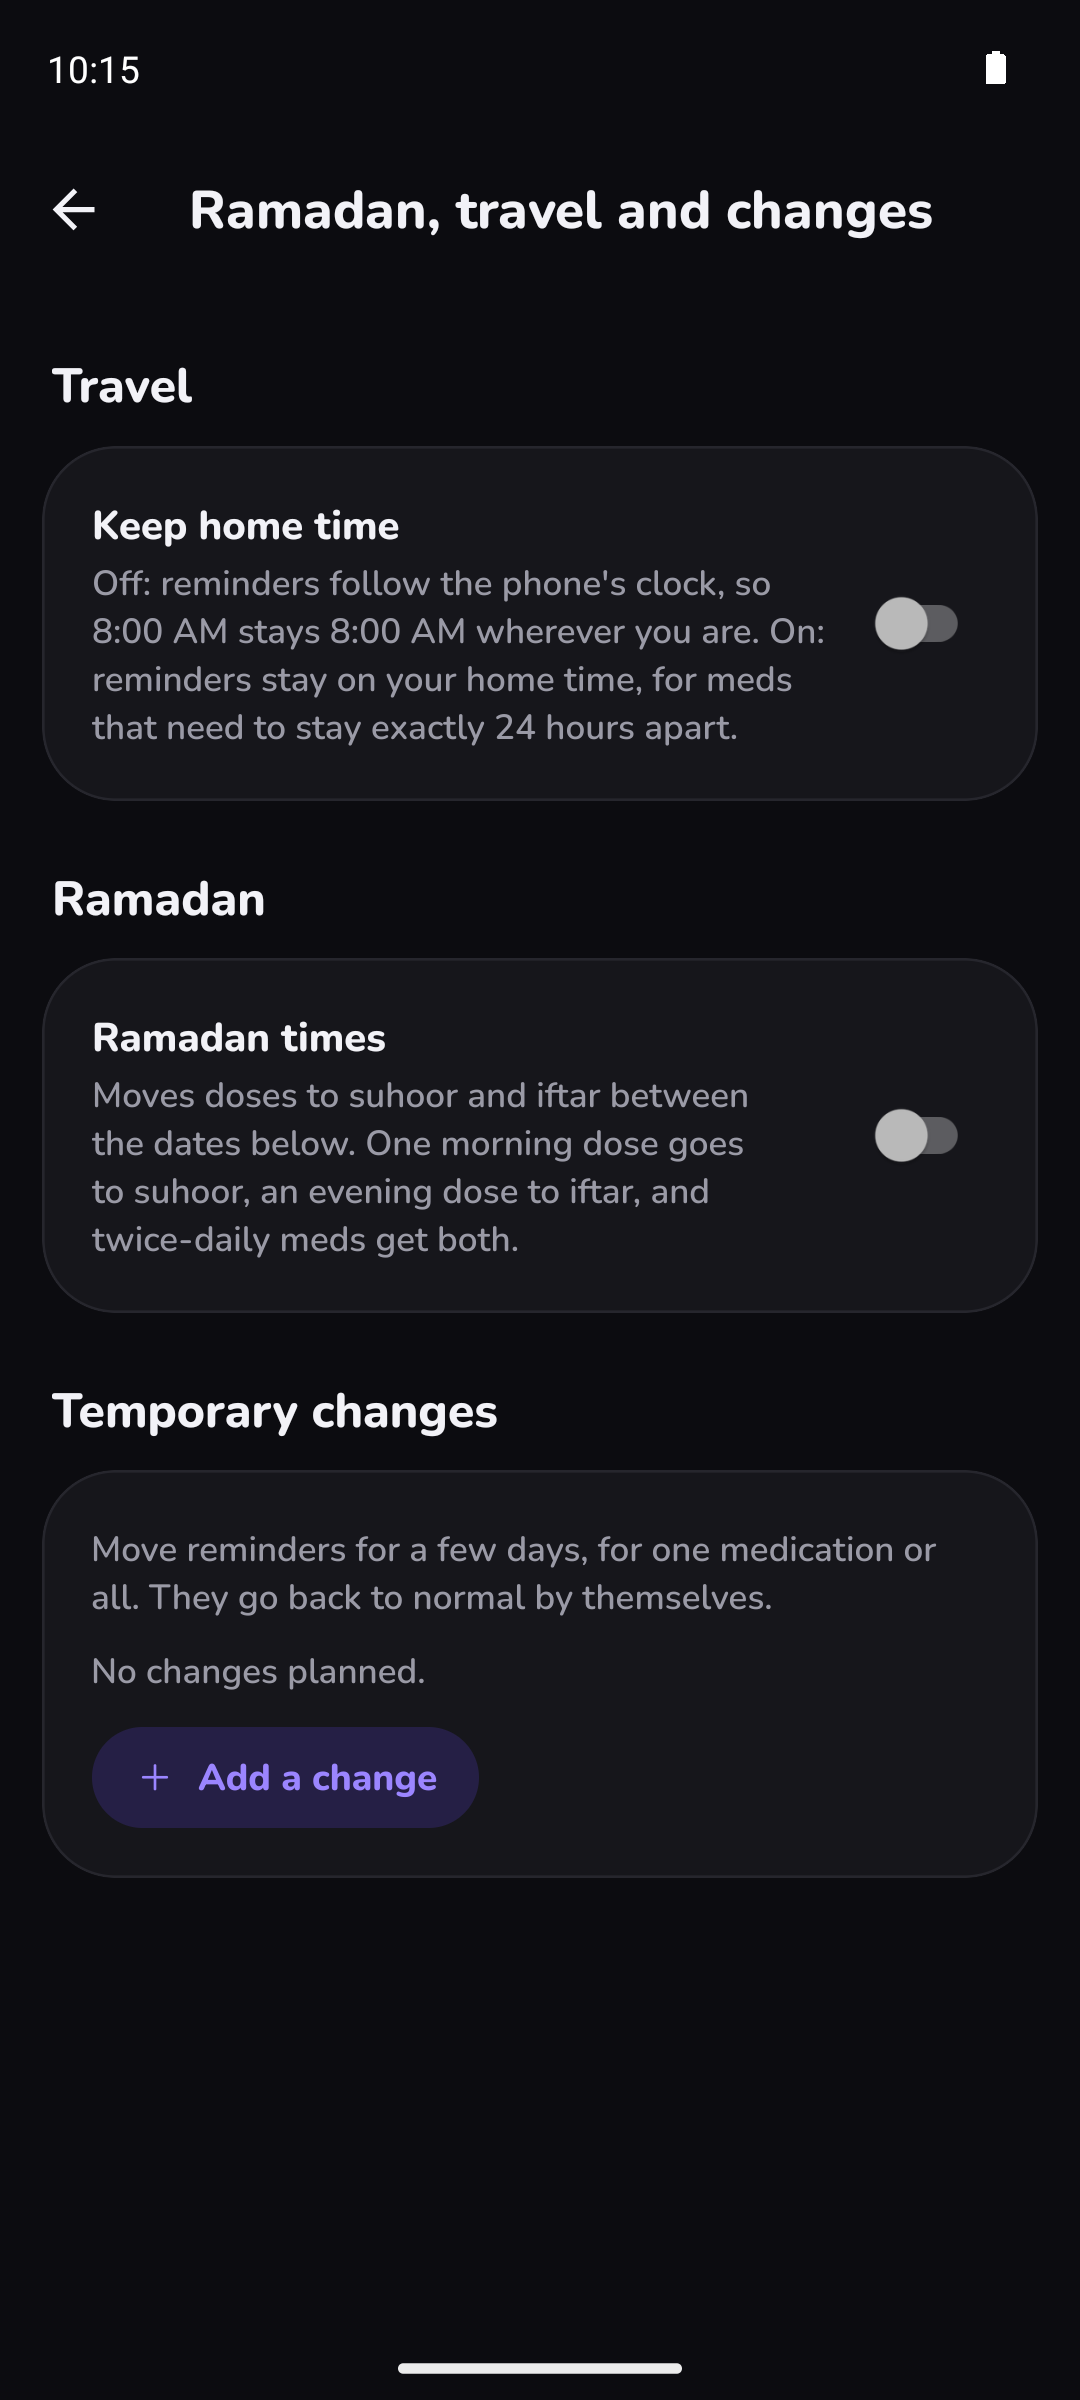 10:15
Ramadan, travel and changes
Travel
Keep home time
Off: reminders follow the phone's clock, so
8:00 AM stays 8:00 AM wherever you are. On:
reminders stay on your home time, for meds
that need to stay exactly 24 hours apart.
Ramadan
Ramadan times
Moves doses to suhoor and iftar between
the dates below. One morning dose goes
to suhoor, an evening dose to iftar, and
twice-daily meds get both.
Temporary changes
Move reminders for a few days, for one medication or
all. They go back to normal by themselves.
No changes planned.
+ Add a change